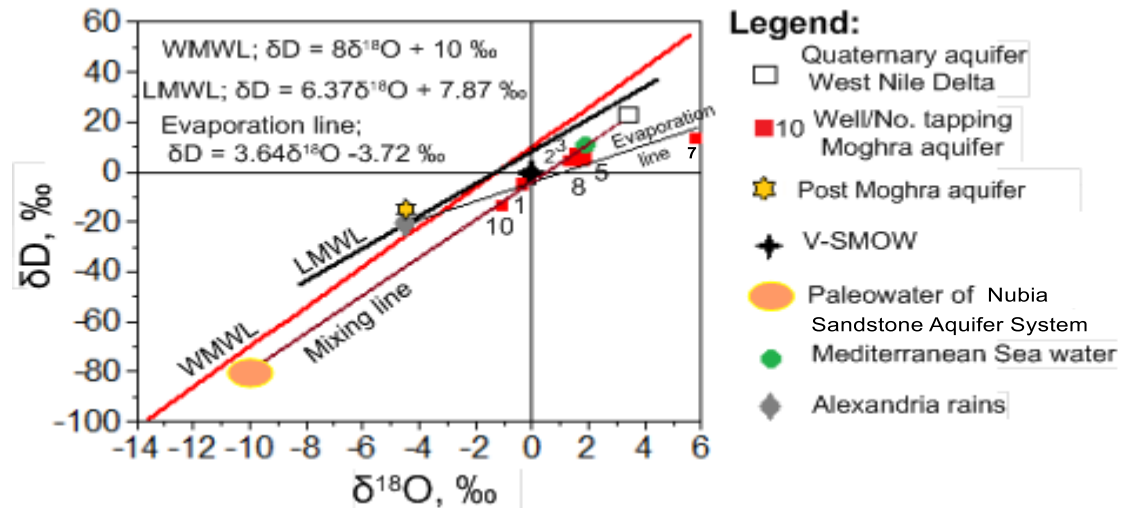 WMWL; δD = 8δ¹⁸O + 10 ‰
LMWL; δD = 6.37δ¹⁸O + 7.87 ‰
Evaporation line;
δD = 3.64δ¹⁸O -3.72 ‰
60
40
20
0
-20
-40
-60
-80
-100
δD, ‰
-14 -12 -10 -8 -6 -4 -2 0 2 4 6
δ¹⁸O, ‰
WMWL
LMWL
Mixing line
Evaporation
line
2
3
5
8
7
1
10
Legend:
Quaternary aquifer
West Nile Delta
10 Well/No. tapping
Moghra aquifer
Post Moghra aquifer
V-SMOW
Paleowater of Nubia
Sandstone Aquifer System
Mediterranean Sea water
Alexandria rains